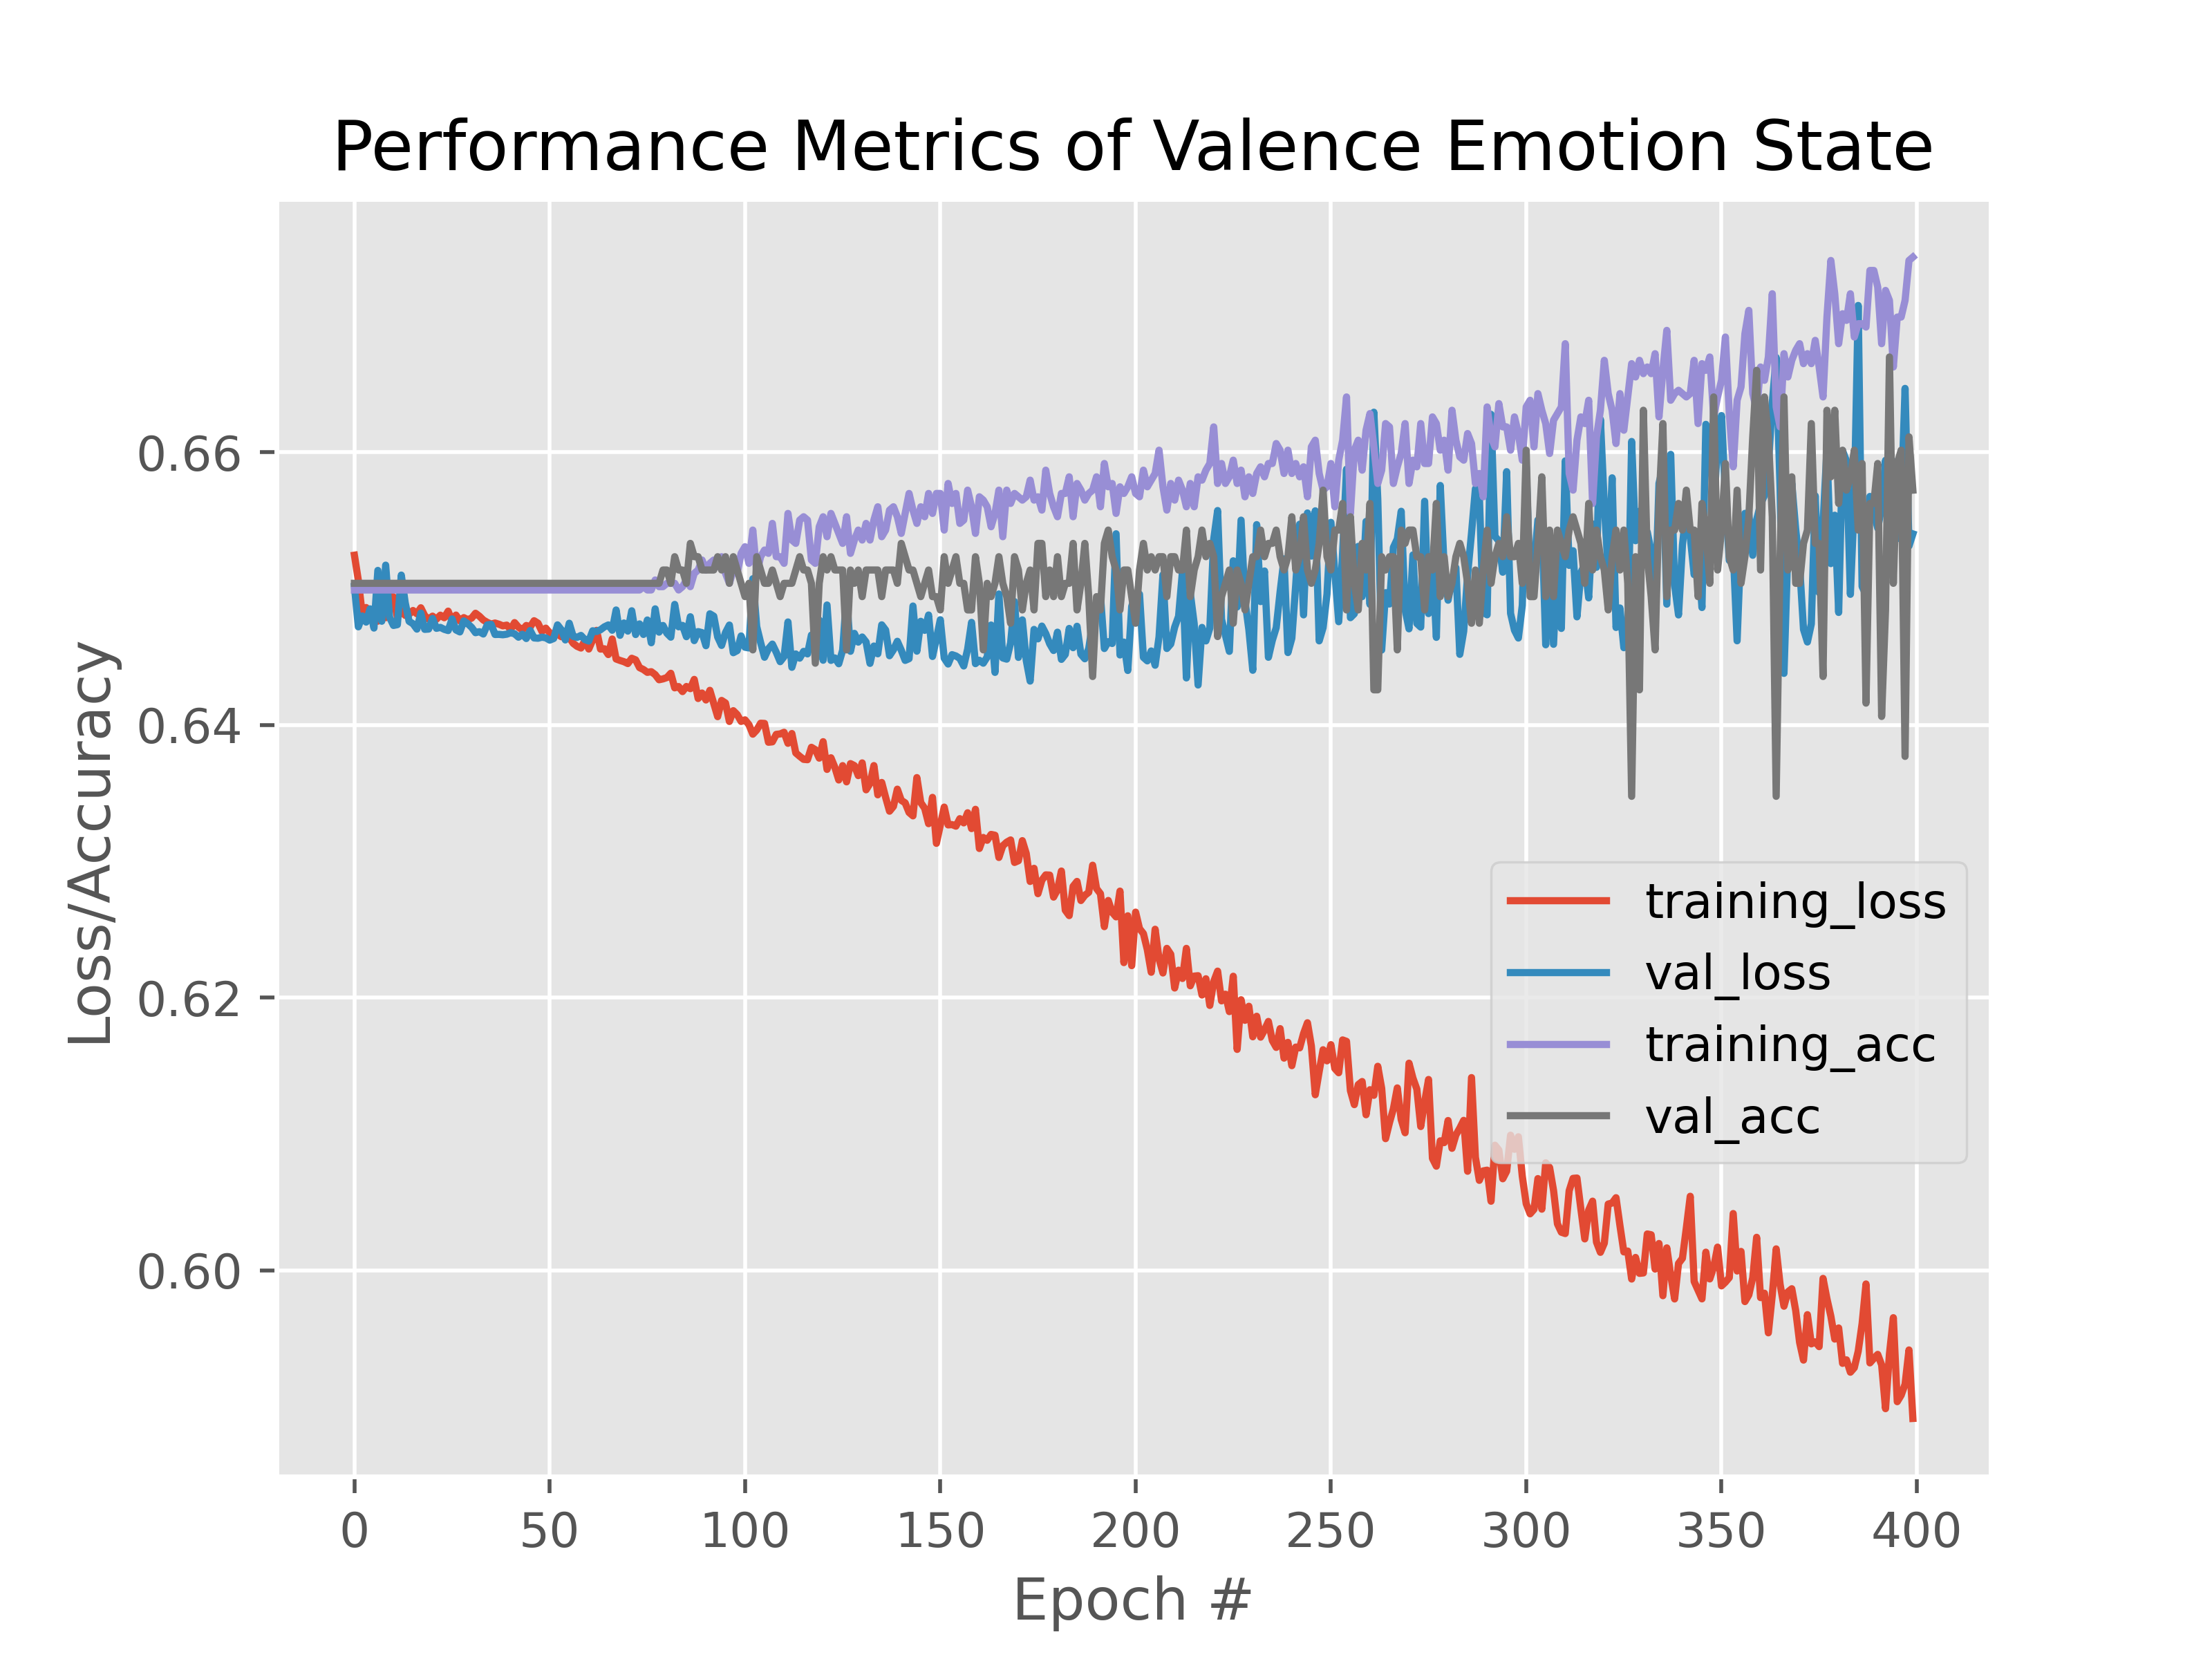 Performance Metrics of Valence Emotion State
Loss/Accuracy
0.66
0.64
0.62
0.60
training_loss
val_loss
training_acc
val_acc
0 50 100 150 200 250 300 350 400
Epoch #